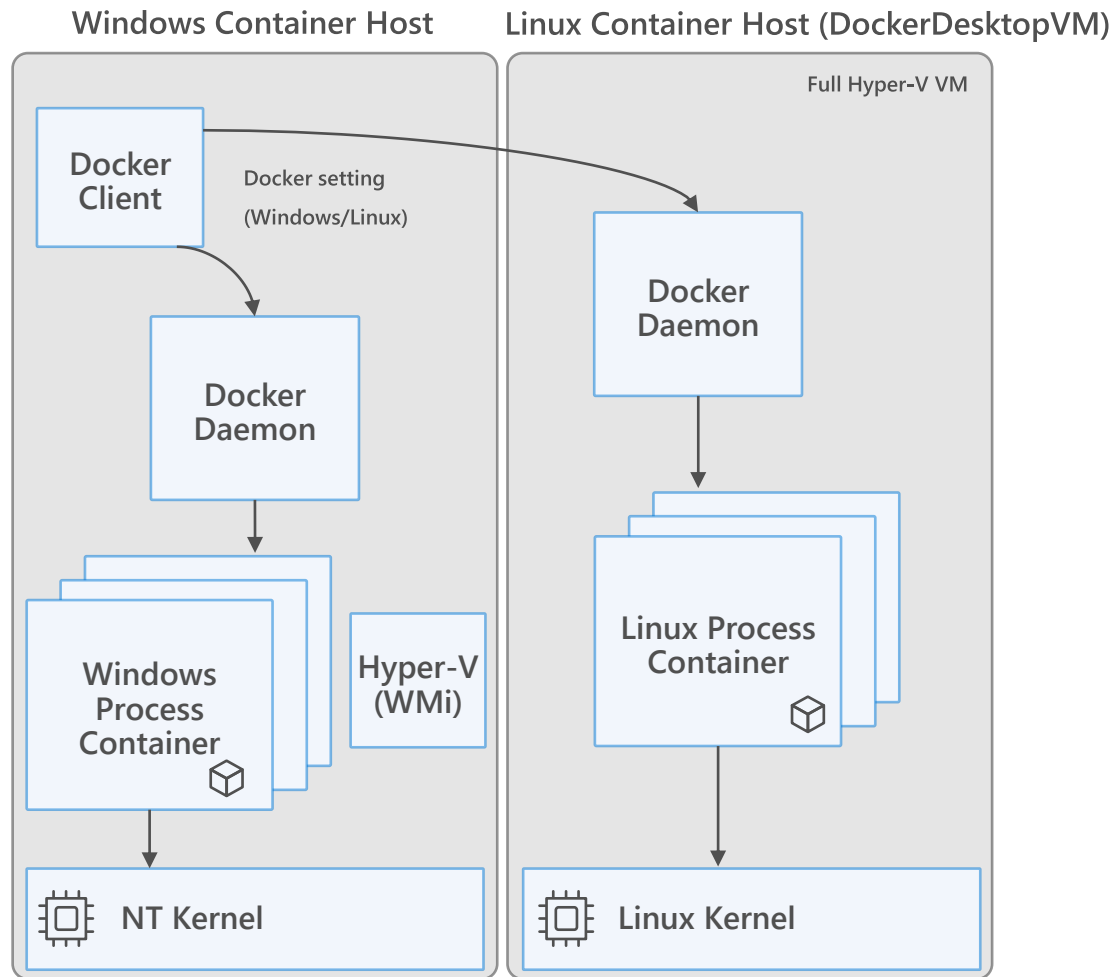 Windows Container Host
Linux Container Host (DockerDesktopVM)
Full Hyper-V VM
Docker
Client
Docker setting
(Windows/Linux)
Docker
Daemon
Docker
Daemon
Windows
Process
Container
Hyper-V
(WMi)
Linux Process
Container
NT Kernel
Linux Kernel